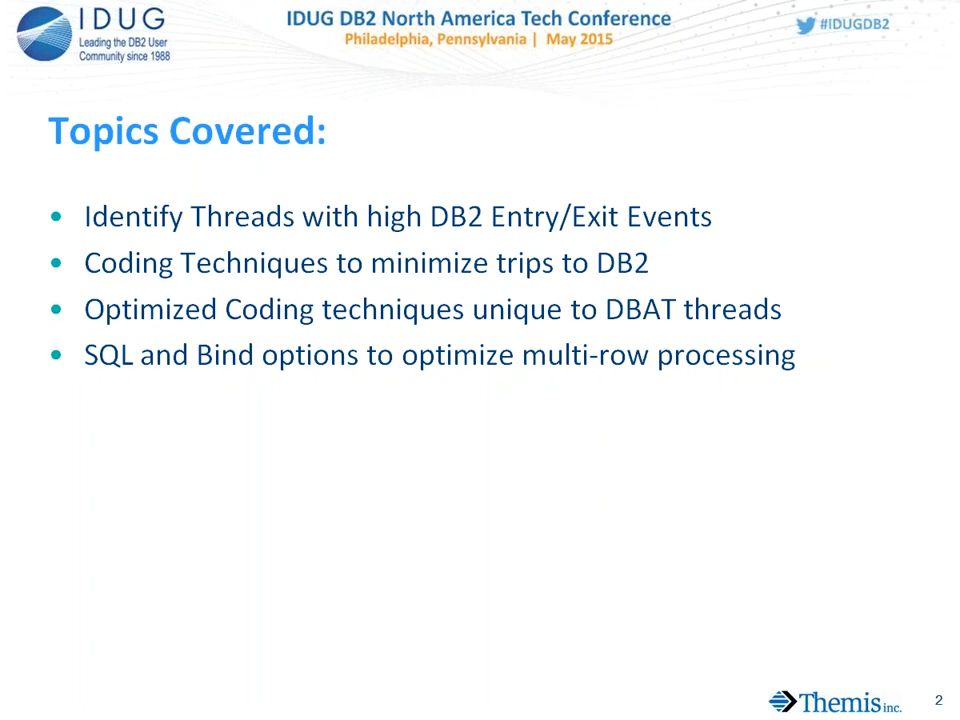 IDUG
Leading the DB2 User
Community since 1988
IDUG DB2 North America Tech Conference
Philadelphia, Pennsylvania | May 2015
#IDUGDB2
Topics Covered:
• Identify Threads with high DB2 Entry/Exit Events
• Coding Techniques to minimize trips to DB2
• Optimized Coding techniques unique to DBAT threads
• SQL and Bind options to optimize multi-row processing
Themis inc.
2